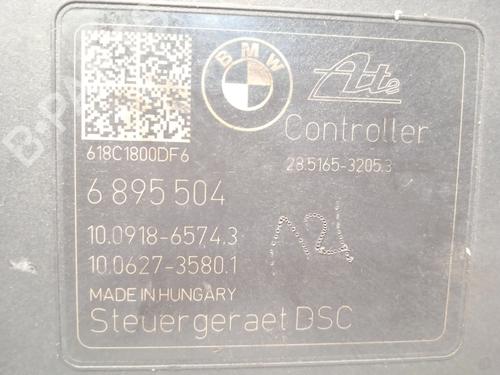 BMW
Ate
Controller
618C1800DF6
28.5165-3205.3
6 895 504
10.0918-6574.3
10.0627-3580.1
MADE IN HUNGARY
Steuergeraet DSC